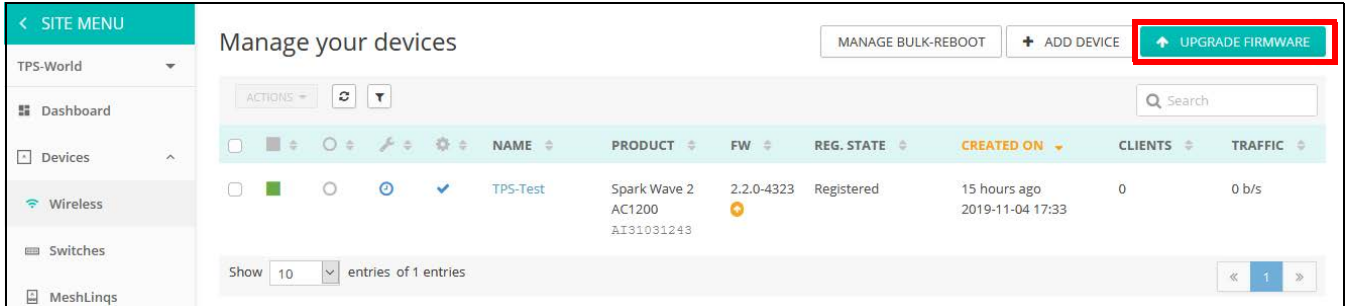 SITE MENU
Manage your devices
MANAGE BULK-REBOOT
ADD DEVICE
UPGRADE FIRMWARE
TPS-World
ACTIONS
Search
Dashboard
NAME PRODUCT FW REG. STATE CREATED ON CLIENTS TRAFFIC
Devices
TPS-Test Spark Wave 2 2.2.0-4323 Registered 15 hours ago 0 0 b/s
AC1200 2019-11-04 17:33
AI31031243
Wireless
Switches
Show 10 entries of 1 entries
« 1 »
MeshLinqs